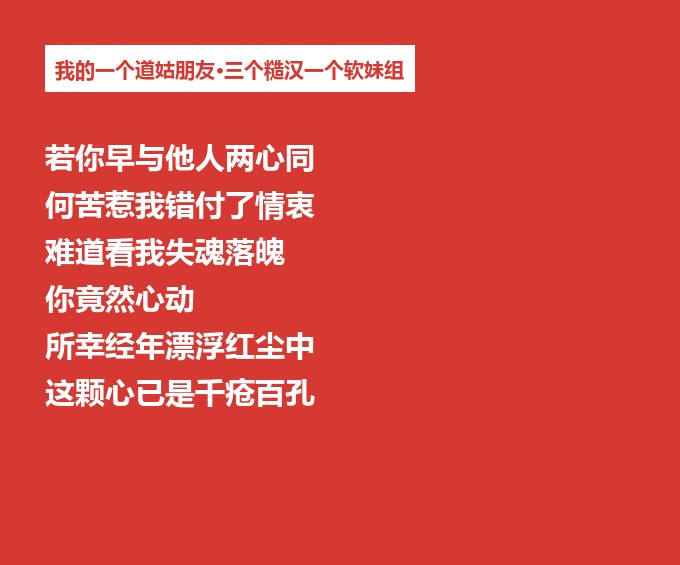 我的一个道姑朋友•三个糙汉一个软妹组
若你早与他人两心同
何苦惹我错付了情衷
难道看我失魂落魄
你竟然心动
所幸经年漂浮红尘中
这颗心已是千疮百孔